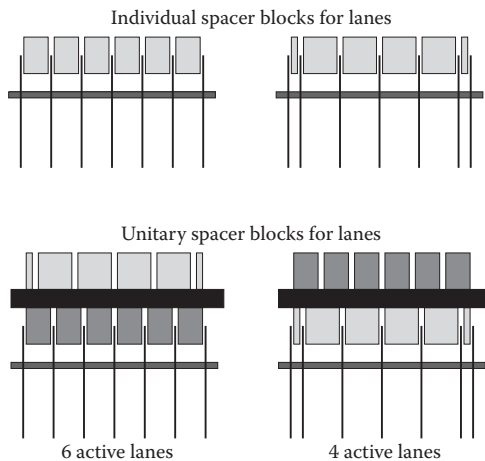 Individual spacer blocks for lanes
Unitary spacer blocks for lanes
6 active lanes
4 active lanes